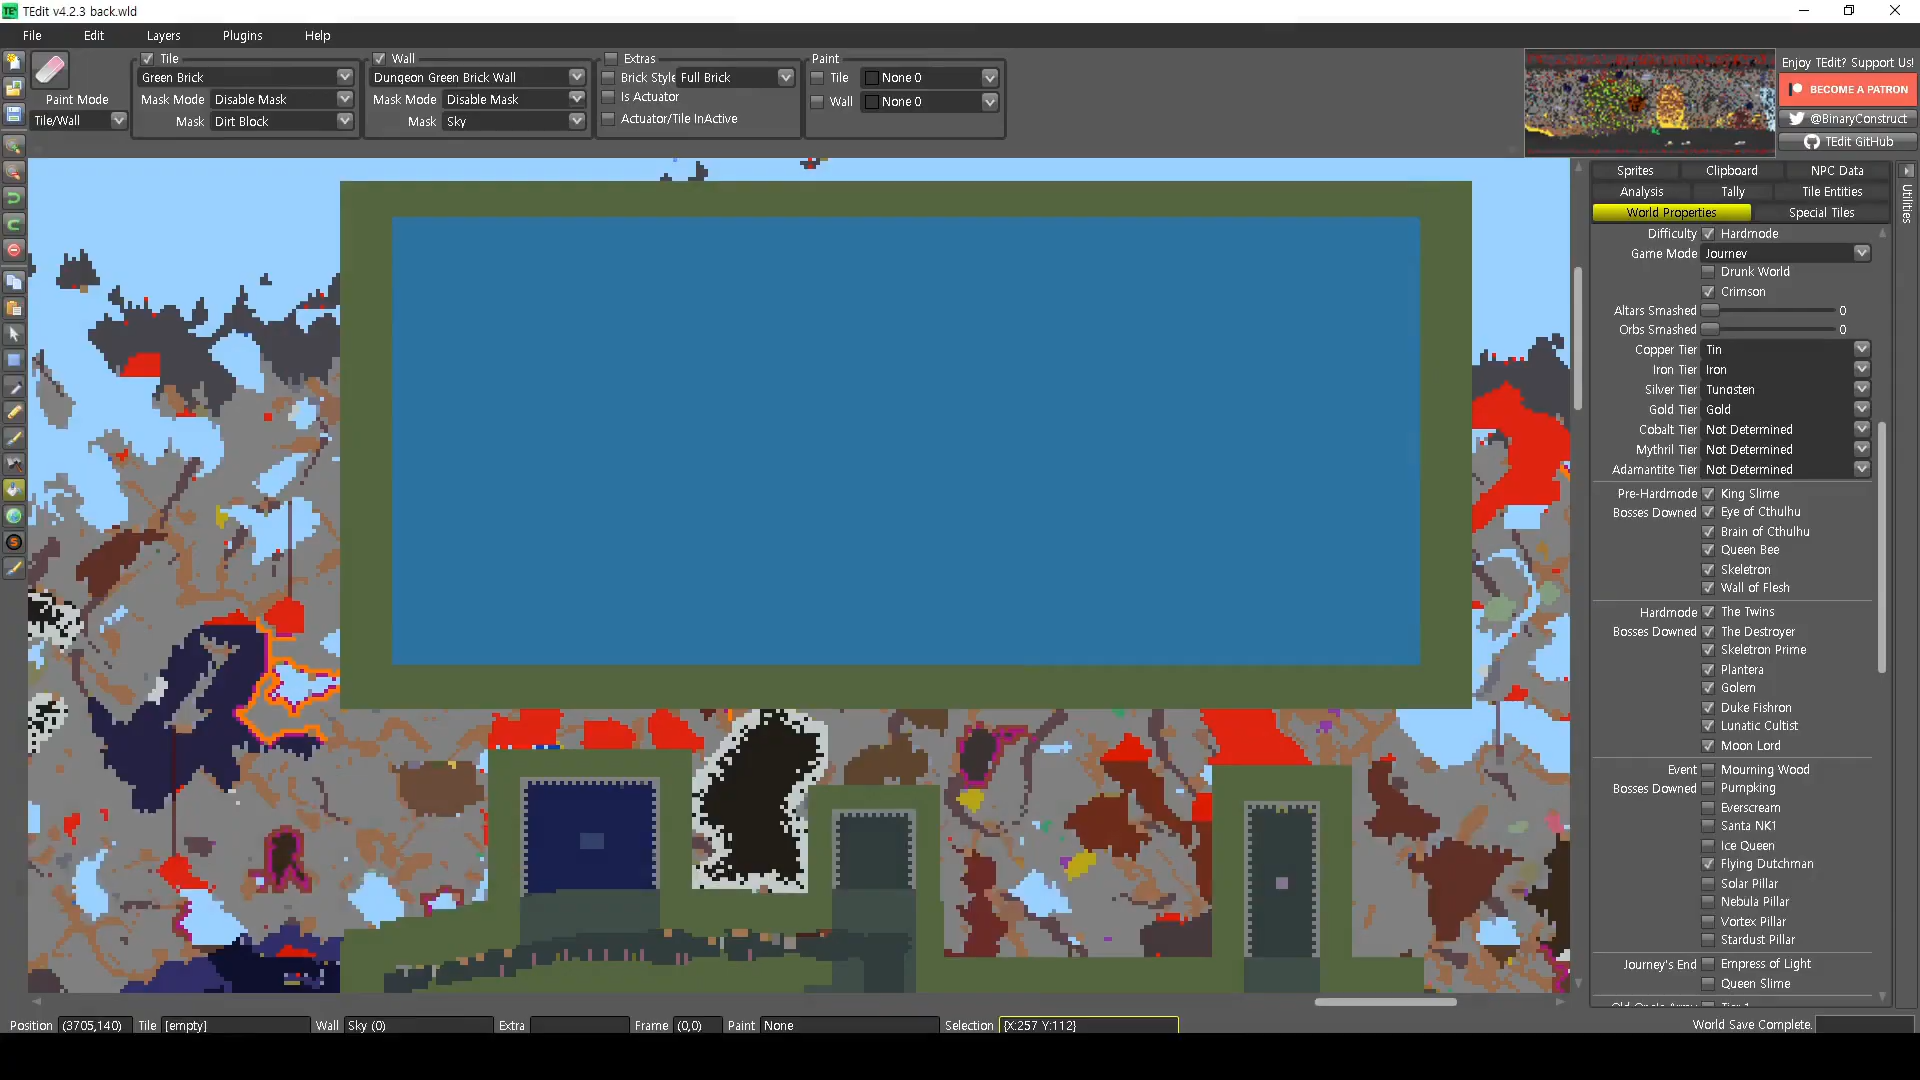 TEdit v4.2.3 back.wld
File Edit Layers Plugins Help
Tile Wall Extras Paint
Green Brick Dungeon Green Brick Wall Brick Style Full Brick Tile None 0
Mask Mode Disable Mask Mask Mode Disable Mask Is Actuator Wall None 0
Mask Dirt Block Mask Sky Actuator/Tile InActive
Paint Mode
Tile/Wall
Enjoy TEdit? Support Us!
BECOME A PATRON
@BinaryConstruct
TEdit GitHub
Sprites Clipboard NPC Data
Analysis Tally Tile Entities
World Properties Special Tiles
Utilities
Difficulty Hardmode
Game Mode Journey
Drunk World
Crimson
Altars Smashed 0
Orbs Smashed 0
Copper Tier Tin
Iron Tier Iron
Silver Tier Tungsten
Gold Tier Gold
Cobalt Tier Not Determined
Mythril Tier Not Determined
Adamantite Tier Not Determined
Pre-Hardmode King Slime
Bosses Downed Eye of Cthulhu
Brain of Cthulhu
Queen Bee
Skeletron
Wall of Flesh
Hardmode The Twins
Bosses Downed The Destroyer
Skeletron Prime
Plantera
Golem
Duke Fishron
Lunatic Cultist
Moon Lord
Event Mourning Wood
Bosses Downed Pumpking
Everscream
Santa NK1
Ice Queen
Flying Dutchman
Solar Pillar
Nebula Pillar
Vortex Pillar
Stardust Pillar
Journey's End Empress of Light
Queen Slime
Position (3705,140) Tile [empty] Wall Sky (0) Extra Frame (0,0) Paint None Selection {X:257 Y:112} World Save Complete.